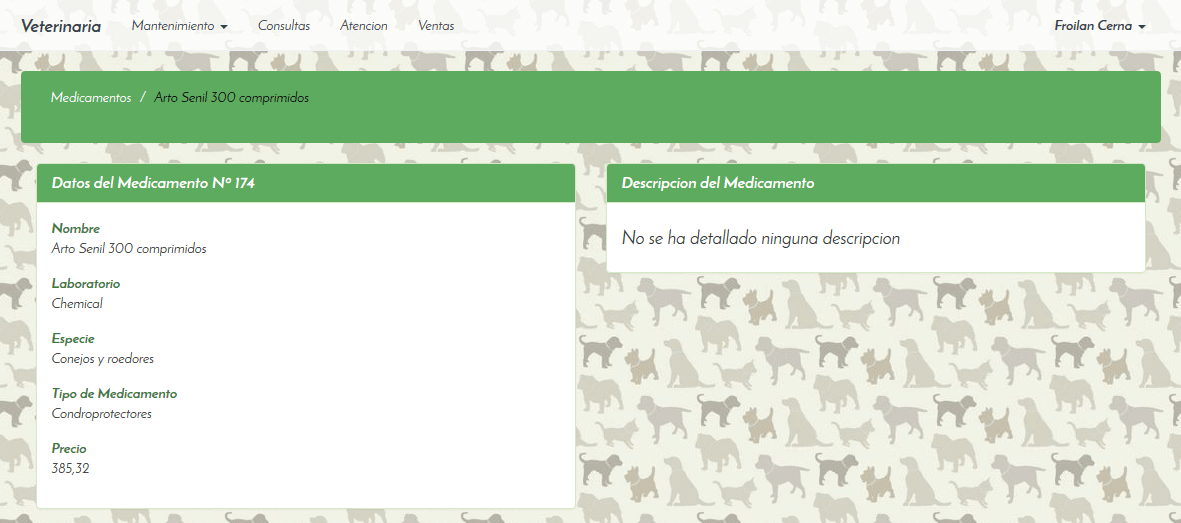 Veterinaria Mantenimiento Consultas Atencion Ventas Froilan Cerna
Medicamentos / Arto Senil 300 comprimidos
Datos del Medicamento Nº 174
Nombre
Arto Senil 300 comprimidos
Laboratorio
Chemical
Especie
Conejos y roedores
Tipo de Medicamento
Condroprotectores
Precio
385,32
Descripcion del Medicamento
No se ha detallado ninguna descripcion